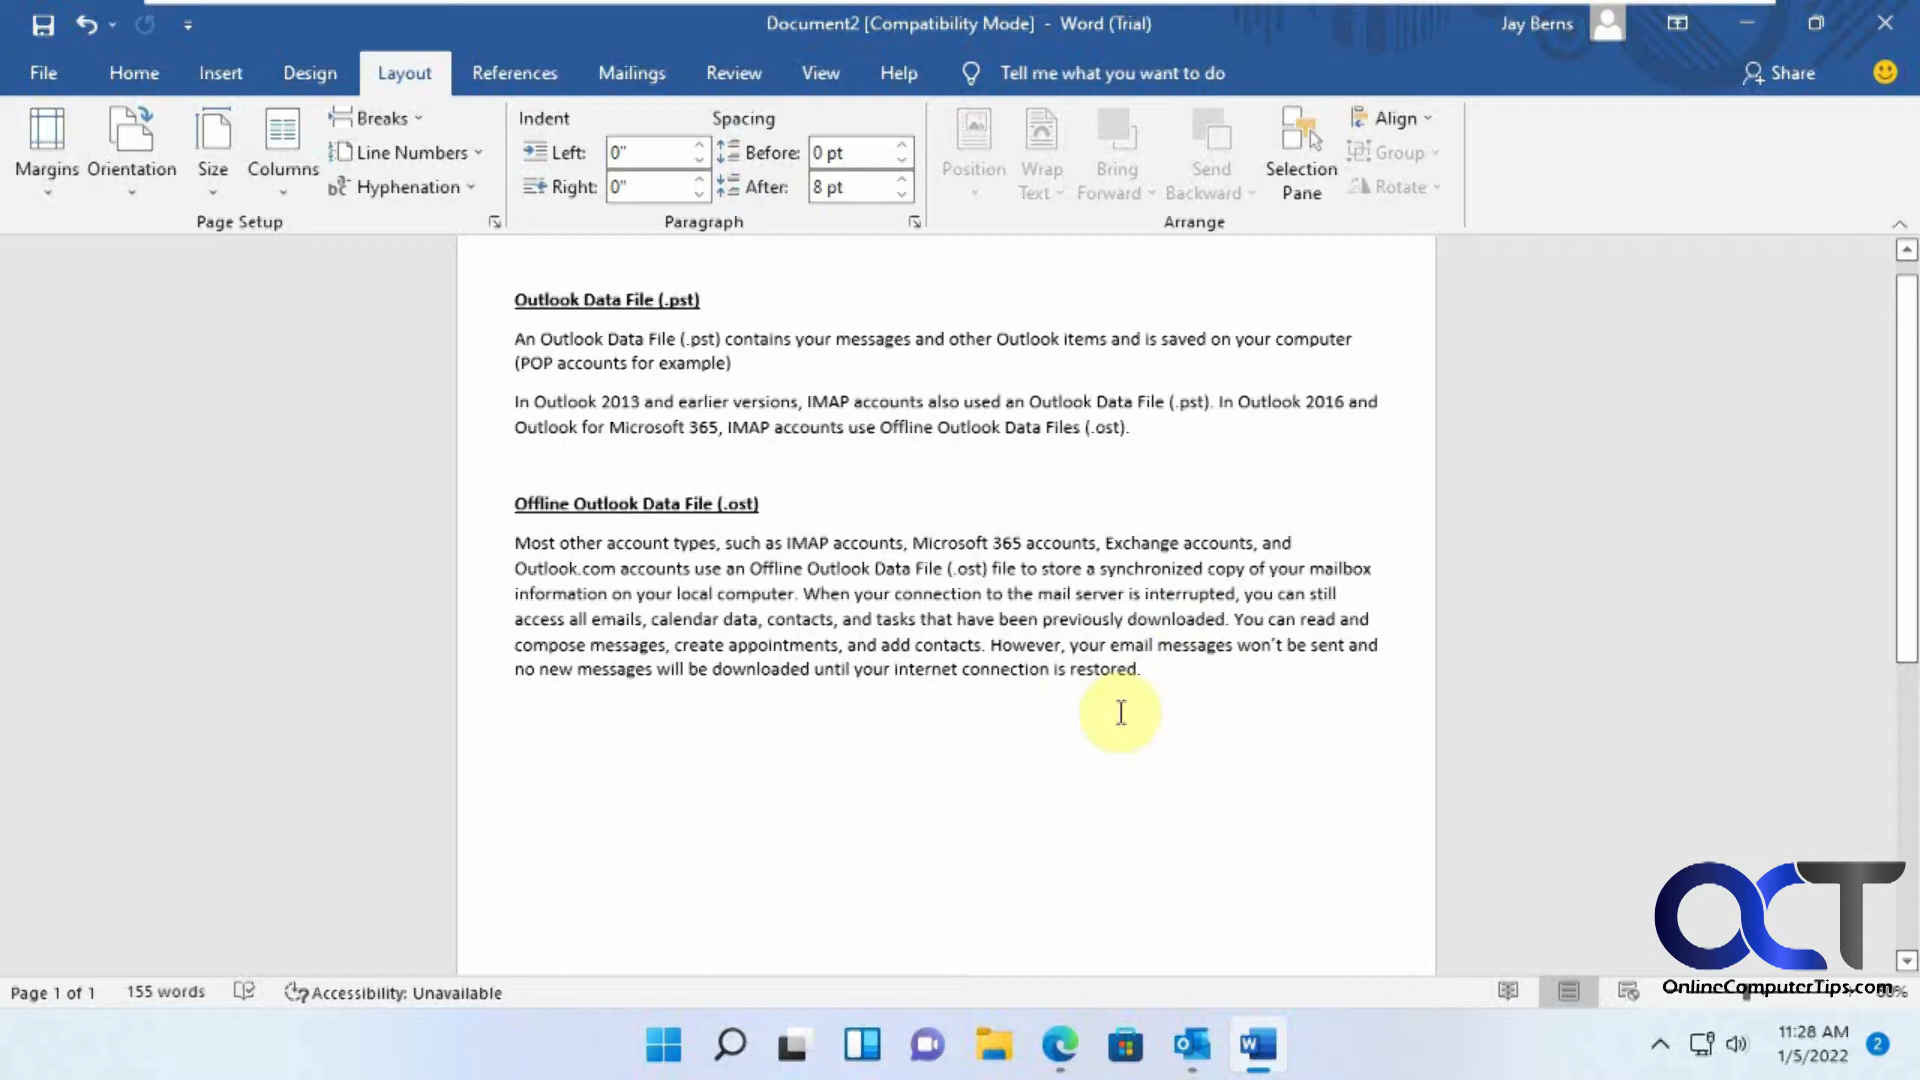 Document2 [Compatibility Mode] - Word (Trial)
Jay Berns
File Home Insert Design Layout References Mailings Review View Help Tell me what you want to do Share
Margins Orientation Size Columns
Breaks
Line Numbers
Hyphenation
Page Setup
Indent
Left: 0"
Right: 0"
Spacing
Before: 0 pt
After: 8 pt
Paragraph
Position
Wrap Text
Bring Forward
Send Backward
Selection Pane
Align
Group
Rotate
Arrange
Outlook Data File (.pst)
An Outlook Data File (.pst) contains your messages and other Outlook items and is saved on your computer
(POP accounts for example)
In Outlook 2013 and earlier versions, IMAP accounts also used an Outlook Data File (.pst). In Outlook 2016 and
Outlook for Microsoft 365, IMAP accounts use Offline Outlook Data Files (.ost).
Offline Outlook Data File (.ost)
Most other account types, such as IMAP accounts, Microsoft 365 accounts, Exchange accounts, and
Outlook.com accounts use an Offline Outlook Data File (.ost) file to store a synchronized copy of your mailbox
information on your local computer. When your connection to the mail server is interrupted, you can still
access all emails, calendar data, contacts, and tasks that have been previously downloaded. You can read and
compose messages, create appointments, and add contacts. However, your email messages won't be sent and
no new messages will be downloaded until your internet connection is restored.
OCT
OnlineComputerTips.com
Page 1 of 1 155 words Accessibility: Unavailable
11:28 AM
1/5/2022
2